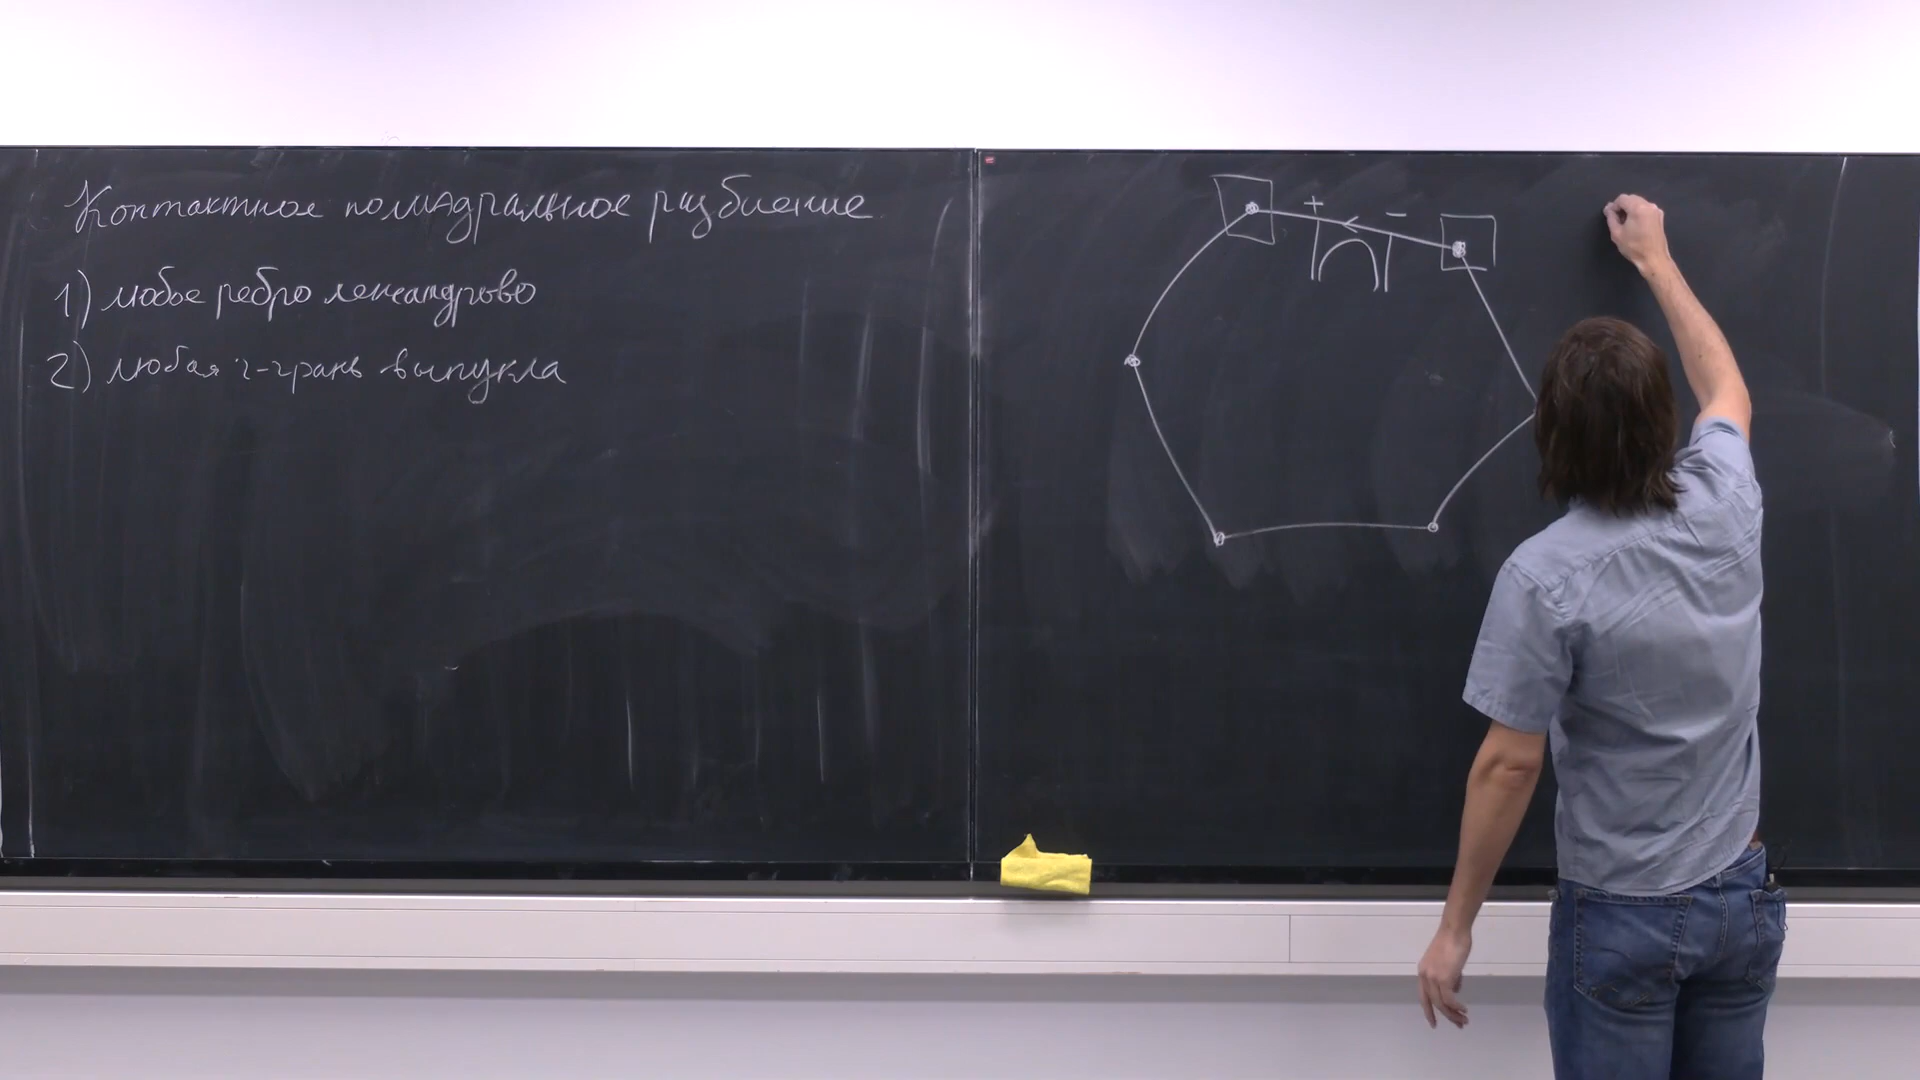 Контактное полиэдральное разбиение
1) любое ребро лежандрово
2) любая 2-грань выпукла
+ -